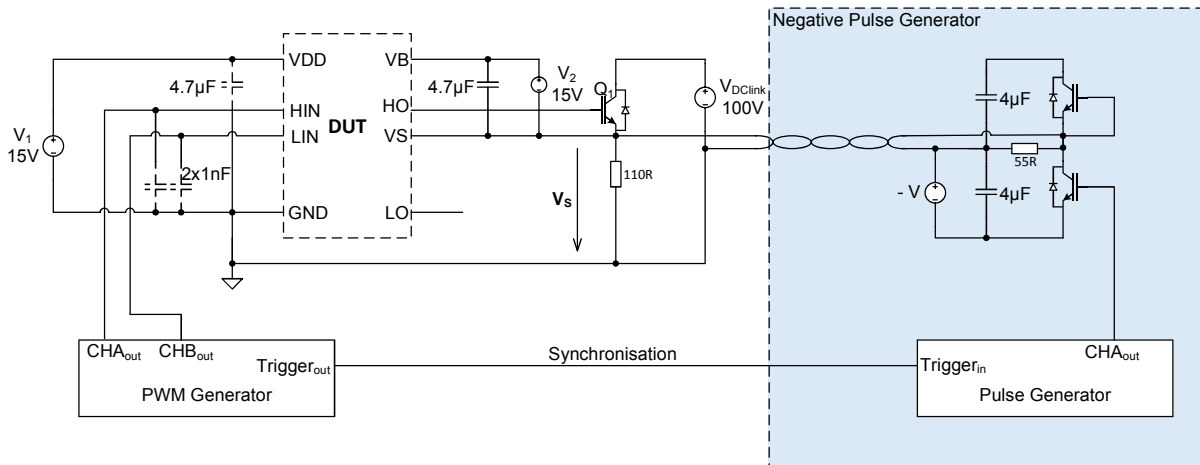 Negative Pulse Generator
VDD
HIN
LIN
GND
DUT
VB
HO
VS
LO
4.7µF
V1
15V
2x1nF
4.7µF
V2
15V
Q1
VDClink
100V
110R
VS
4µF
4µF
55R
- V
CHAout
CHBout
Triggerout
PWM Generator
Synchronisation
CHAout
Triggerin
Pulse Generator